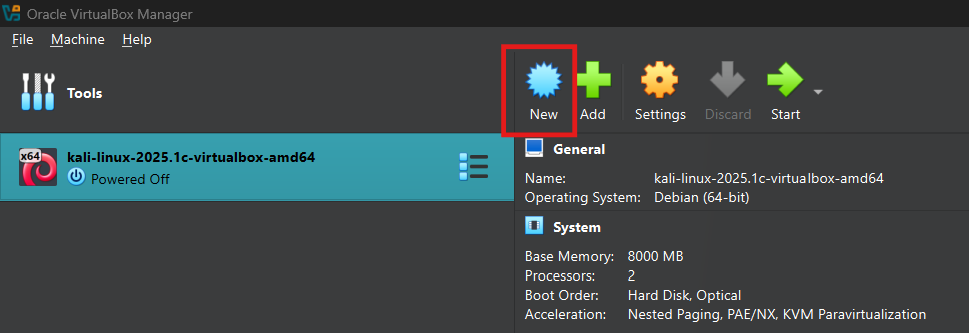 Oracle VirtualBox Manager
File Machine Help
Tools
New Add Settings Discard Start
x64
kali-linux-2025.1c-virtualbox-amd64
Powered Off
General
Name: kali-linux-2025.1c-virtualbox-amd64
Operating System: Debian (64-bit)
System
Base Memory: 8000 MB
Processors: 2
Boot Order: Hard Disk, Optical
Acceleration: Nested Paging, PAE/NX, KVM Paravirtualization